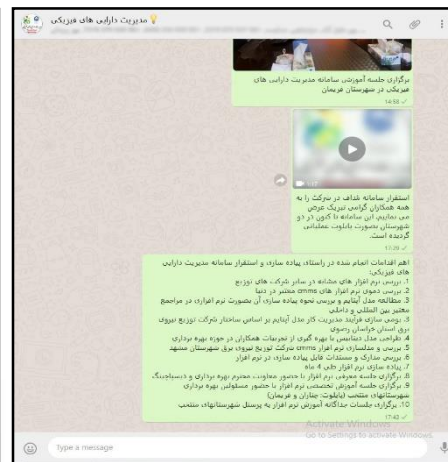 مدیریت دارایی های فیزیکی
برگزاری جلسه آموزشی سامانه مدیریت دارایی های
فیزیکی در شهرستان فریمان
14:55
1:17
استقرار سامانه شداف در شرکت را به
همه همکاران گرامی تبریک عرض
می نماییم. این سامانه تا کنون در دو
شهرستان بصورت پایلوت عملیاتی
گردیده است.
17:29
اهم اقدامات انجام شده در راستای پیاده سازی و استقرار سامانه مدیریت دارایی
های فیزیکی:
1. بررسی نرم افزار های مشابه در سایر شرکت های توزیع
2. بررسی دموی نرم افزار های cmms معتبر در دنیا
3. مطالعه مدل آیتایم و بررسی نحوه پیاده سازی آن بصورت نرم افزاری در مراجع
معتبر بین المللی و داخلی
4. بومی سازی فرآیند مدیریت کار مدل آیتایم بر اساس ساختار شرکت توزیع نیروی
برق استان خراسان رضوی
4. طراحی مدل دیتابیس با بهره گیری از تجربیات همکاران در حوزه بهره برداری
5. بررسی و مدلسازی نرم افزار cmms شرکت توزیع نیروی برق شهرستان مشهد
6. بررسی مدارک و مستندات قابل پیاده سازی در نرم افزار
7. پیاده سازی نرم افزار طی 4 ماه
8. برگزاری جلسه معرفی نرم افزار با حضور معاونت محترم بهره برداری و دیسپاچینگ
9. برگزاری جلسه آموزش تخصصی نرم افزار با حضور مسئولین بهره برداری
شهرستانهای منتخب (پایلوت: چناران و فریمان)
10. برگزاری جلسات جداگانه آموزش نرم افزار به پرسنل شهرستانهای منتخب
17:42
Activate Windows
Go to Settings to activate Windows.
Type a message